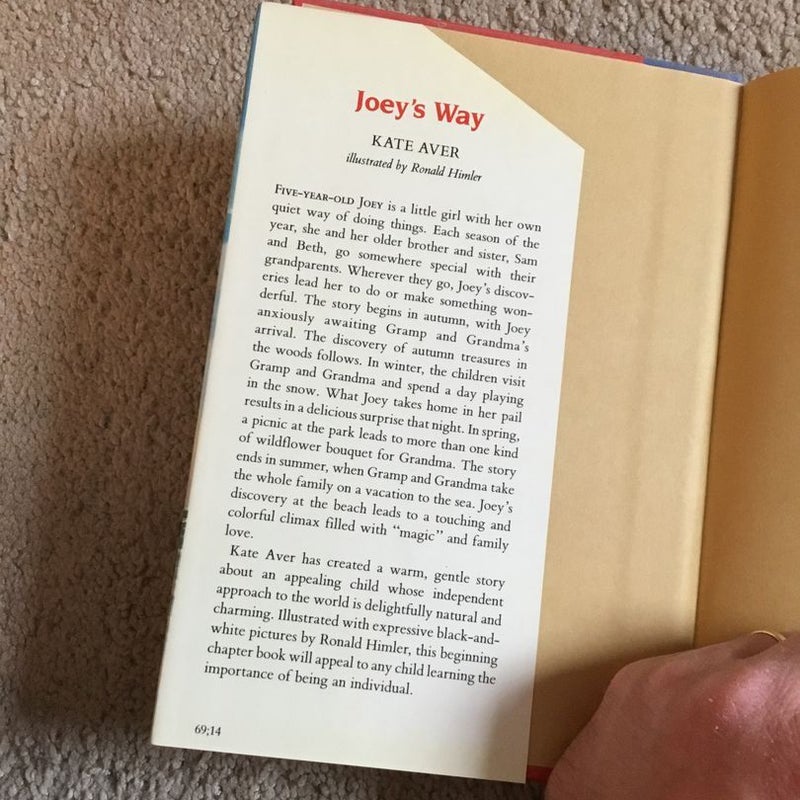 Joey's Way
KATE AVER
illustrated by Ronald Himler
FIVE-YEAR-OLD JOEY is a little girl with her own
quiet way of doing things. Each season of the
year, she and her older brother and sister, Sam
and Beth, go somewhere special with their
grandparents. Wherever they go, Joey's discov-
eries lead her to do or make something won-
derful. The story begins in autumn, with Joey
anxiously awaiting Gramp and Grandma's
arrival. The discovery of autumn treasures in
the woods follows. In winter, the children visit
Gramp and Grandma and spend a day playing
in the snow. What Joey takes home in her pail
results in a delicious surprise that night. In spring,
a picnic at the park leads to more than one kind
of wildflower bouquet for Grandma. The story
ends in summer, when Gramp and Grandma take
the whole family on a vacation to the sea. Joey's
discovery at the beach leads to a touching and
colorful climax filled with “magic” and family
love.
Kate Aver has created a warm, gentle story
about an appealing child whose independent
approach to the world is delightfully natural and
charming. Illustrated with expressive black-and-
white pictures by Ronald Himler, this beginning
chapter book will appeal to any child learning the
importance of being an individual.
69;14